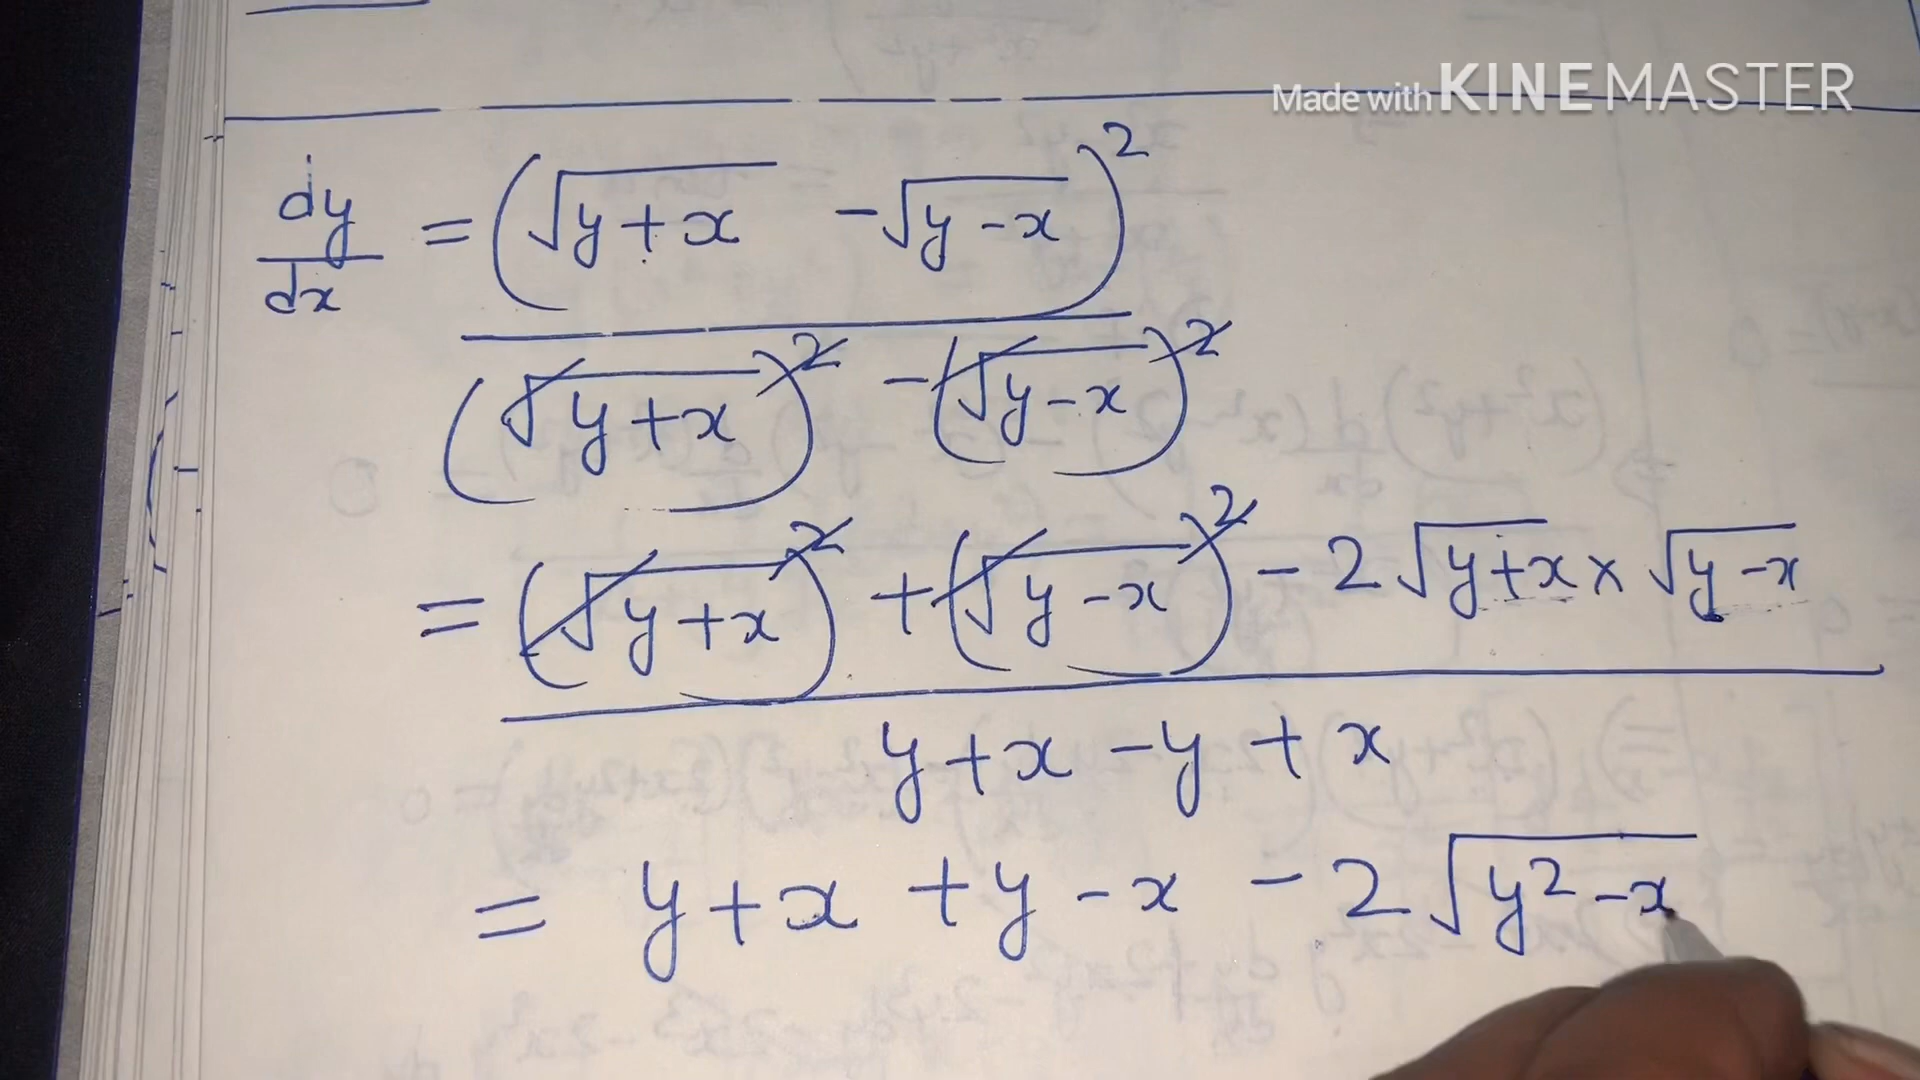 Made with KINEMASTER
dy/dx = (√(y+x) - √(y-x))²
(√(y+x))² - (√(y-x))²
= (√(y+x))² + (√(y-x))² - 2√(y+x) × √(y-x)
y+x-y+x
= y+x +y-x - 2√(y²-x